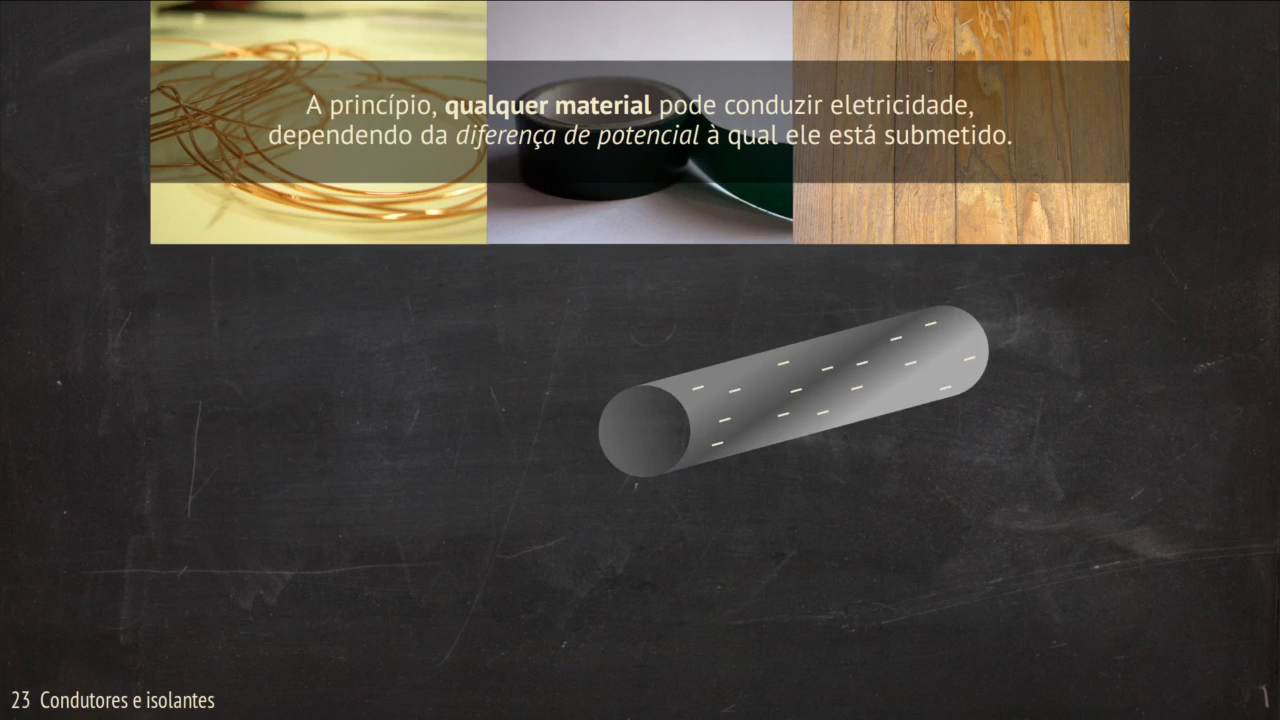 A princípio, qualquer material pode conduzir eletricidade,
dependendo da diferença de potencial à qual ele está submetido.
23 Condutores e isolantes